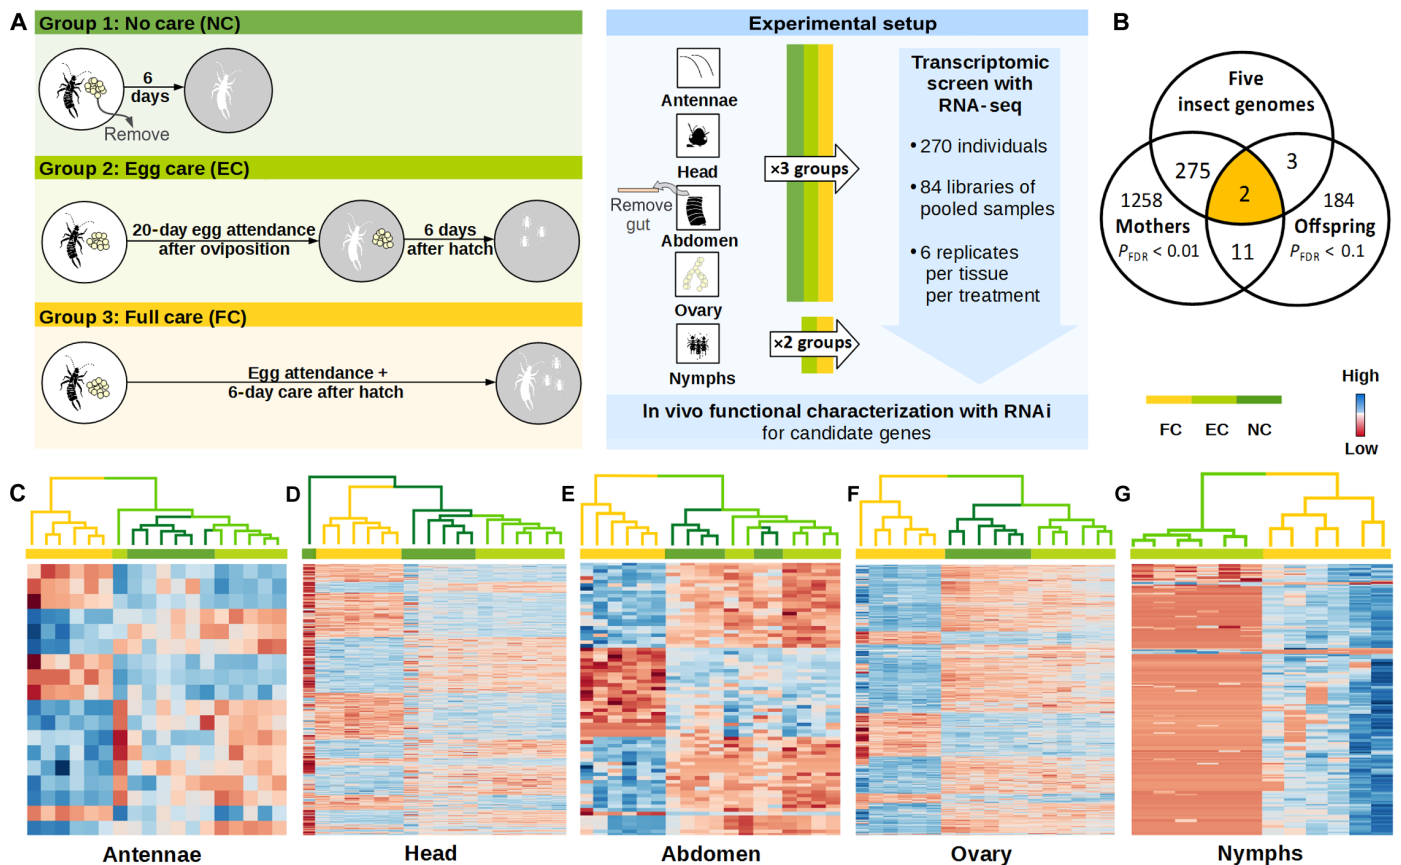 A
Group 1: No care (NC)
6
days
Remove
Group 2: Egg care (EC)
20-day egg attendance
after oviposition
6 days
after hatch
Group 3: Full care (FC)
Egg attendance +
6-day care after hatch
Experimental setup
Antennae
Head
Remove
gut
Abdomen
Ovary
Nymphs
×3 groups
×2 groups
Transcriptomic
screen with
RNA-seq
• 270 individuals
• 84 libraries of
pooled samples
• 6 replicates
per tissue
per treatment
In vivo functional characterization with RNAi
for candidate genes
B
Five
insect genomes
275
3
2
1258
Mothers
P_FDR < 0.01
184
Offspring
P_FDR < 0.1
11
FC EC NC
High
Low
C
D
E
F
G
Antennae
Head
Abdomen
Ovary
Nymphs